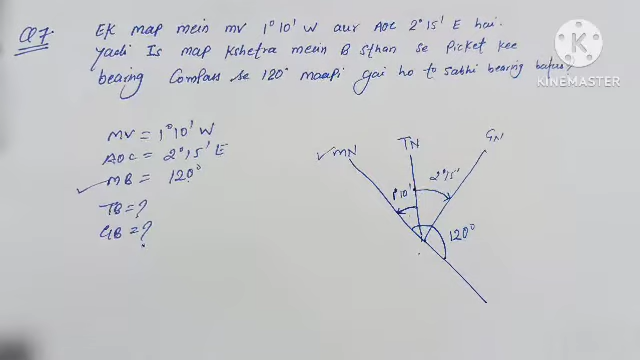 Q7. EK map mein mv 1°10' W aur AOC 2°15' E hai.
yadi Is map kshetra mein B sthan se Picket kee
bearing Compass se 120° maapi gai ho to sabhi bearing batao,
K
KINEMASTER
MV = 1°10' W
AOC = 2°15' E
MB = 120°
TB = ?
GB = ?
MN
TN
GN
1°10'
2°15'
120°